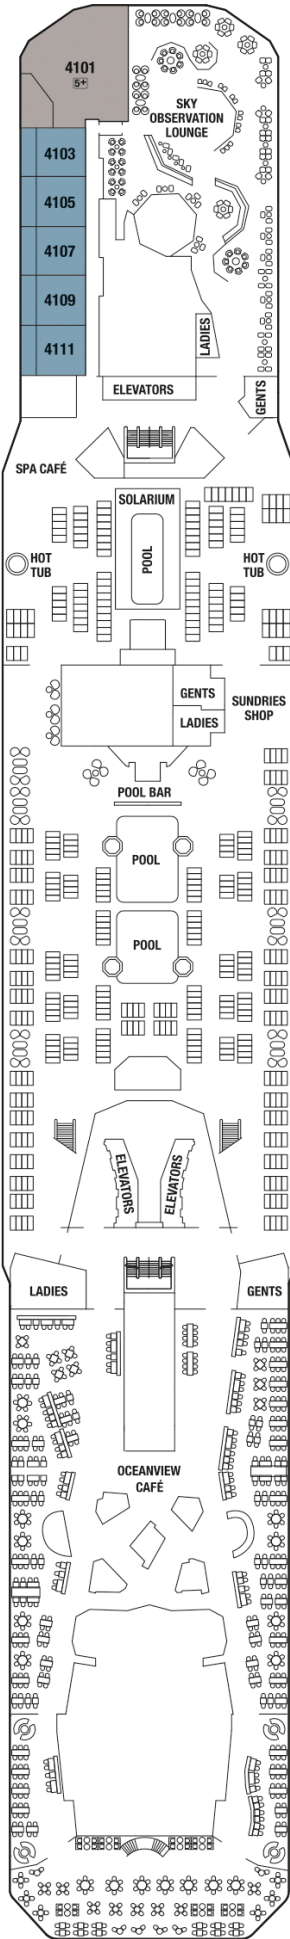 4101
5+
SKY
OBSERVATION
LOUNGE
4103
4105
4107
4109
4111
LADIES
ELEVATORS
GENTS
SPA CAFÉ
SOLARIUM
POOL
HOT
TUB
HOT
TUB
GENTS
LADIES
SUNDRIES
SHOP
POOL BAR
POOL
POOL
ELEVATORS
ELEVATORS
LADIES
GENTS
OCEANVIEW
CAFÉ